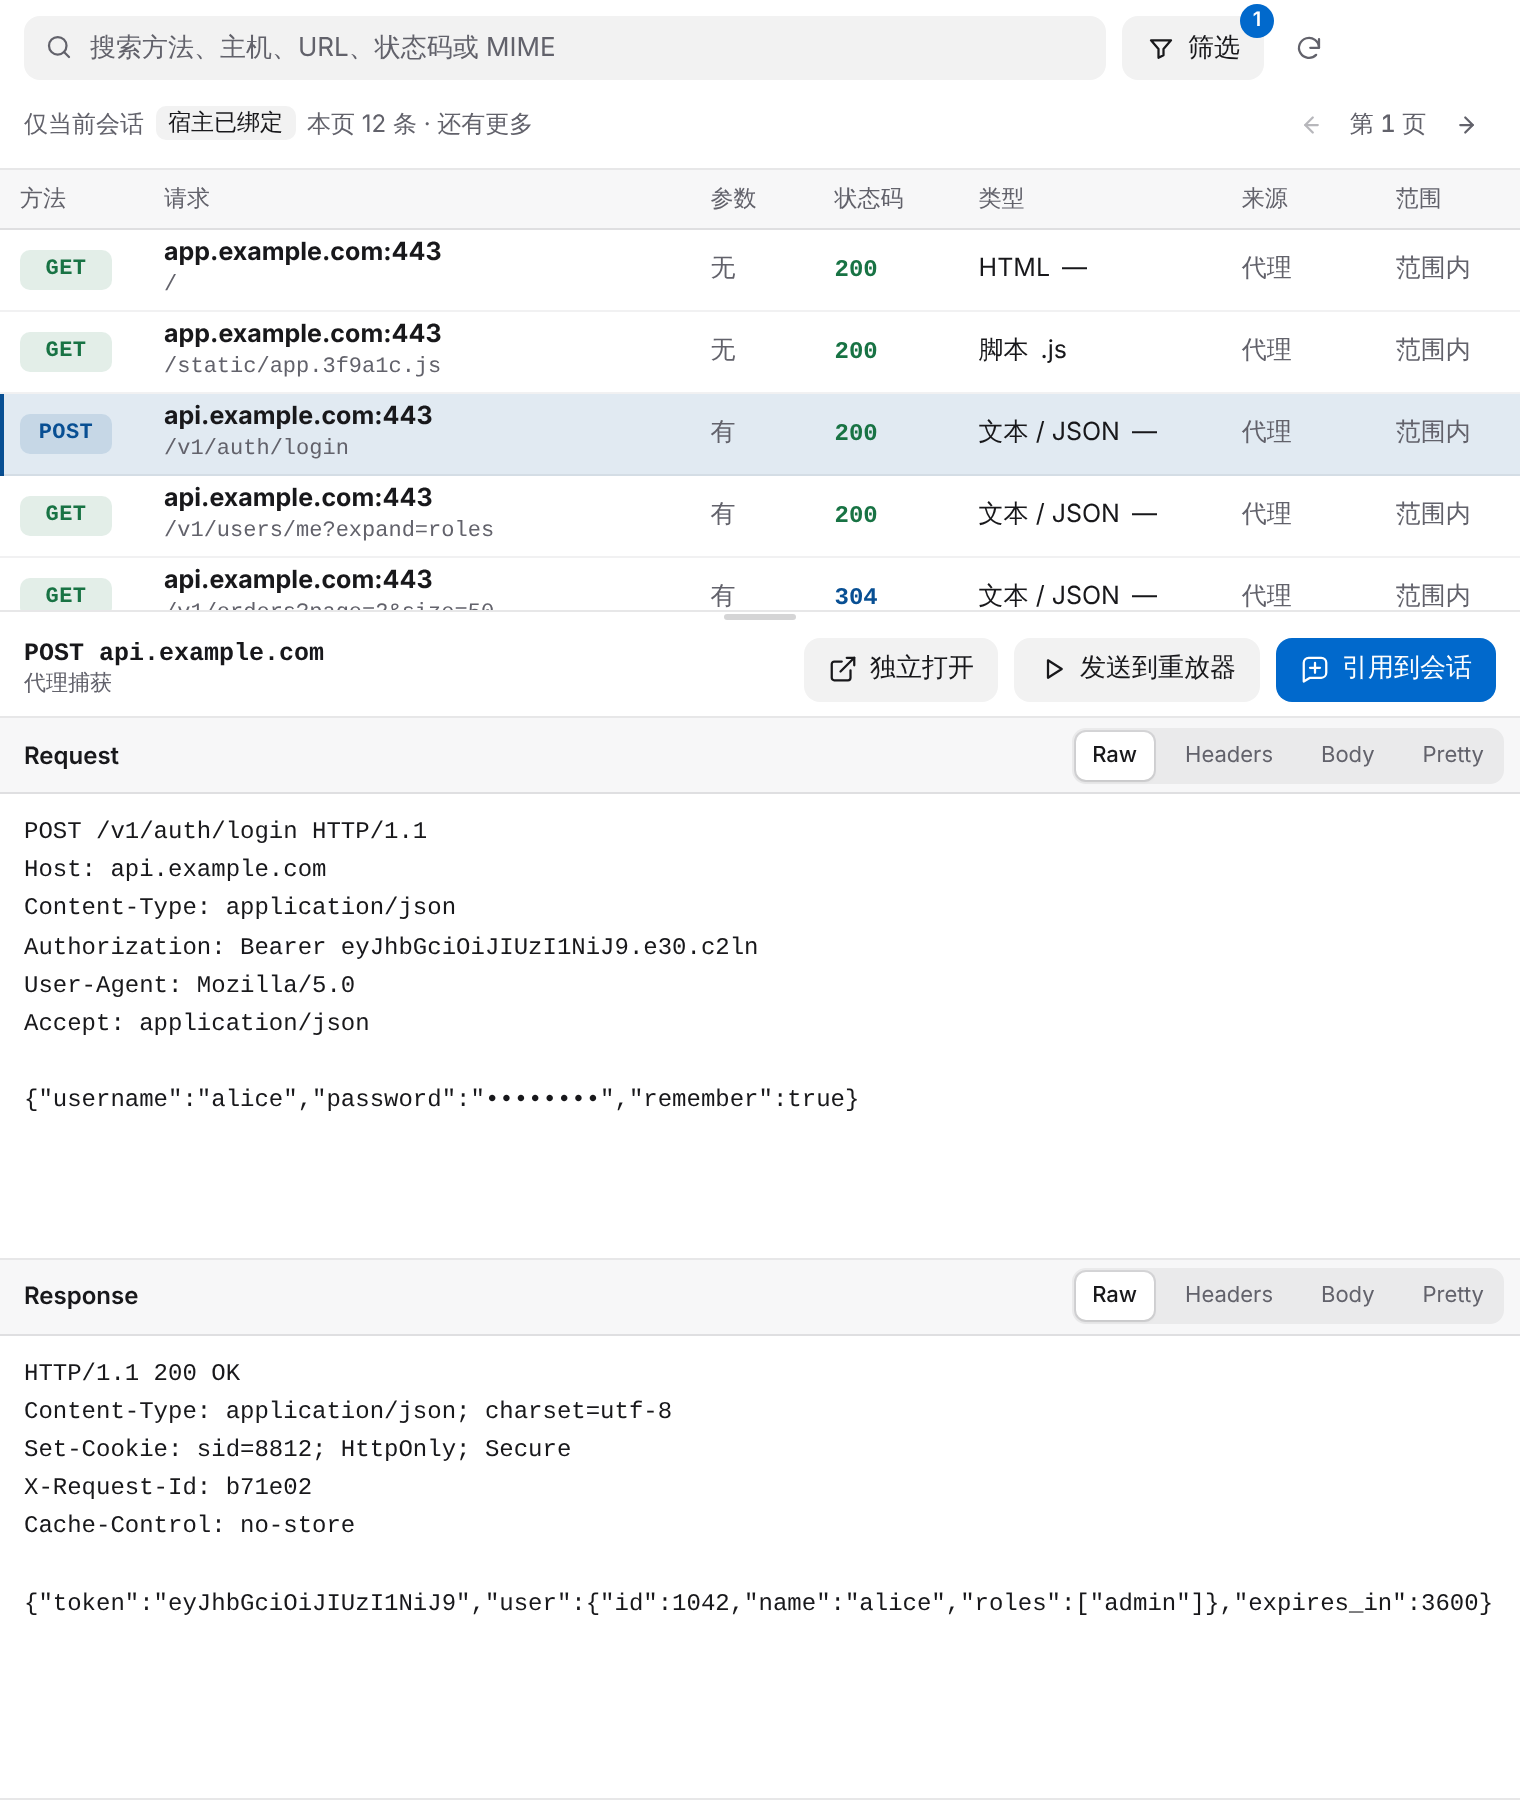 搜索方法、主机、URL、状态码或 MIME
筛选
1
仅当前会话 宿主已绑定 本页 12 条 · 还有更多
第 1 页
方法 请求 参数 状态码 类型 来源 范围
GET app.example.com:443 无 200 HTML — 代理 范围内
/
GET app.example.com:443 无 200 脚本 .js 代理 范围内
/static/app.3f9a1c.js
POST api.example.com:443 有 200 文本 / JSON — 代理 范围内
/v1/auth/login
GET api.example.com:443 有 200 文本 / JSON — 代理 范围内
/v1/users/me?expand=roles
GET api.example.com:443 有 304 文本 / JSON — 代理 范围内
/v1/orders?page=2&size=50
POST api.example.com
代理捕获
独立打开 发送到重放器 引用到会话
Request Raw Headers Body Pretty
POST /v1/auth/login HTTP/1.1
Host: api.example.com
Content-Type: application/json
Authorization: Bearer eyJhbGciOiJIUzI1NiJ9.e30.c2ln
User-Agent: Mozilla/5.0
Accept: application/json
{"username":"alice","password":"••••••••","remember":true}
Response Raw Headers Body Pretty
HTTP/1.1 200 OK
Content-Type: application/json; charset=utf-8
Set-Cookie: sid=8812; HttpOnly; Secure
X-Request-Id: b71e02
Cache-Control: no-store
{"token":"eyJhbGciOiJIUzI1NiJ9","user":{"id":1042,"name":"alice","roles":["admin"]},"expires_in":3600}